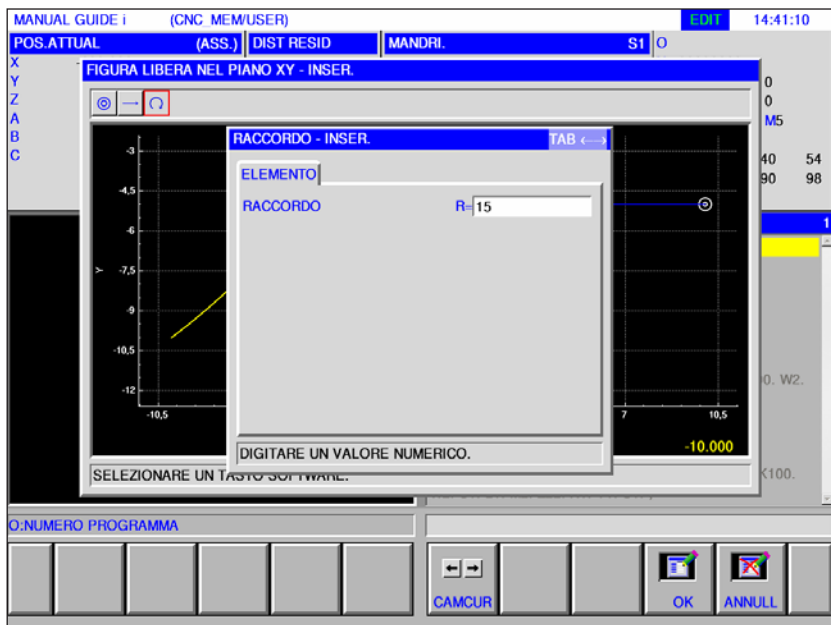 MANUAL GUIDE i (CNC_MEM/USER) EDIT 14:41:10
POS.ATTUAL (ASS.) DIST RESID MANDRI. S1 O
X
Y 0
Z 0
A M5
B
C 40 54
90 98
FIGURA LIBERA NEL PIANO XY - INSER.
RACCORDO - INSER. TAB ←→
ELEMENTO
RACCORDO R= 15
DIGITARE UN VALORE NUMERICO.
-3
-4,5
-6
Y -7,5
-9
-10,5
-12
-10,5 7 10,5
-10.000
1
00. W2.
K100.
SELEZIONARE UN TASTO SOFTWARE.
O:NUMERO PROGRAMMA
CAMCUR OK ANNULL